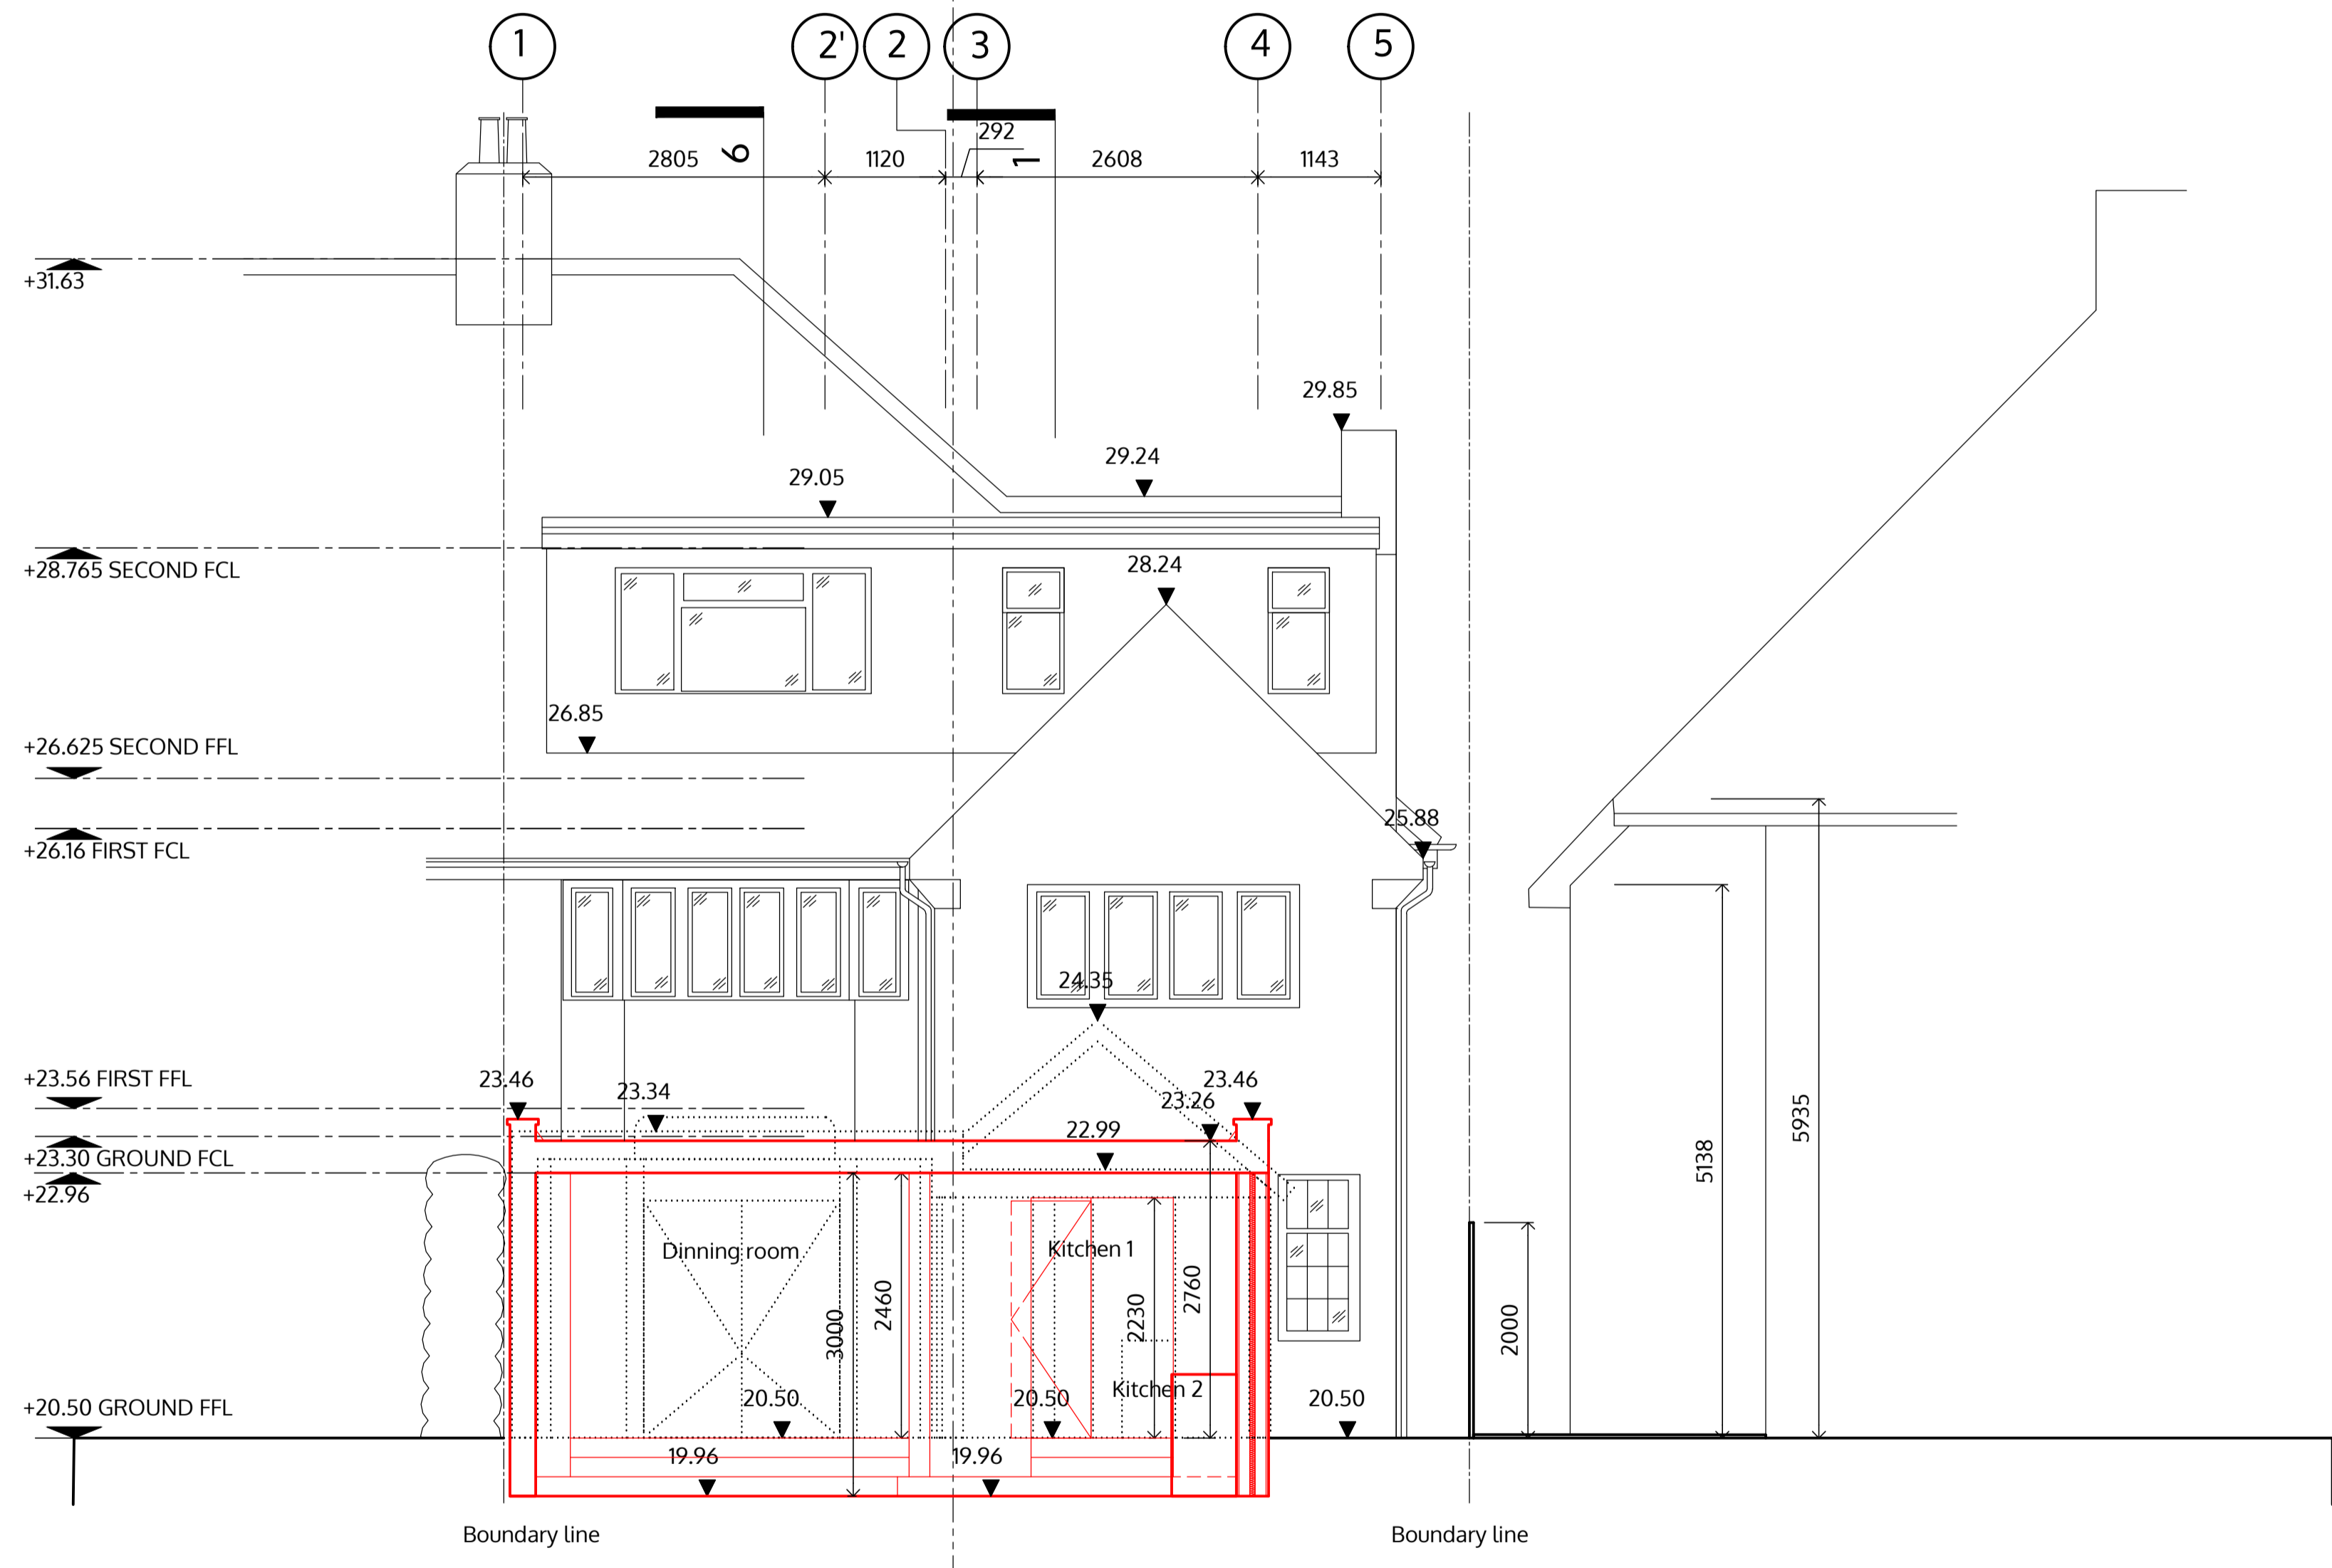 1 2' 2 3 4 5
292
2805 6 1120 1 2608 1143
+31.63
29.85
29.24
29.05
+28.765 SECOND FCL
28.24
26.85
+26.625 SECOND FFL
25.88
+26.16 FIRST FCL
24.35
+23.56 FIRST FFL
23.46
23.34
23.46
23.26
22.99
5935
5138
+23.30 GROUND FCL
+22.96
Dinning room
Kitchen 1
3000
2460
2230
2760
2000
Kitchen 2
20.50
20.50
20.50
+20.50 GROUND FFL
19.96
19.96
Boundary line
Boundary line